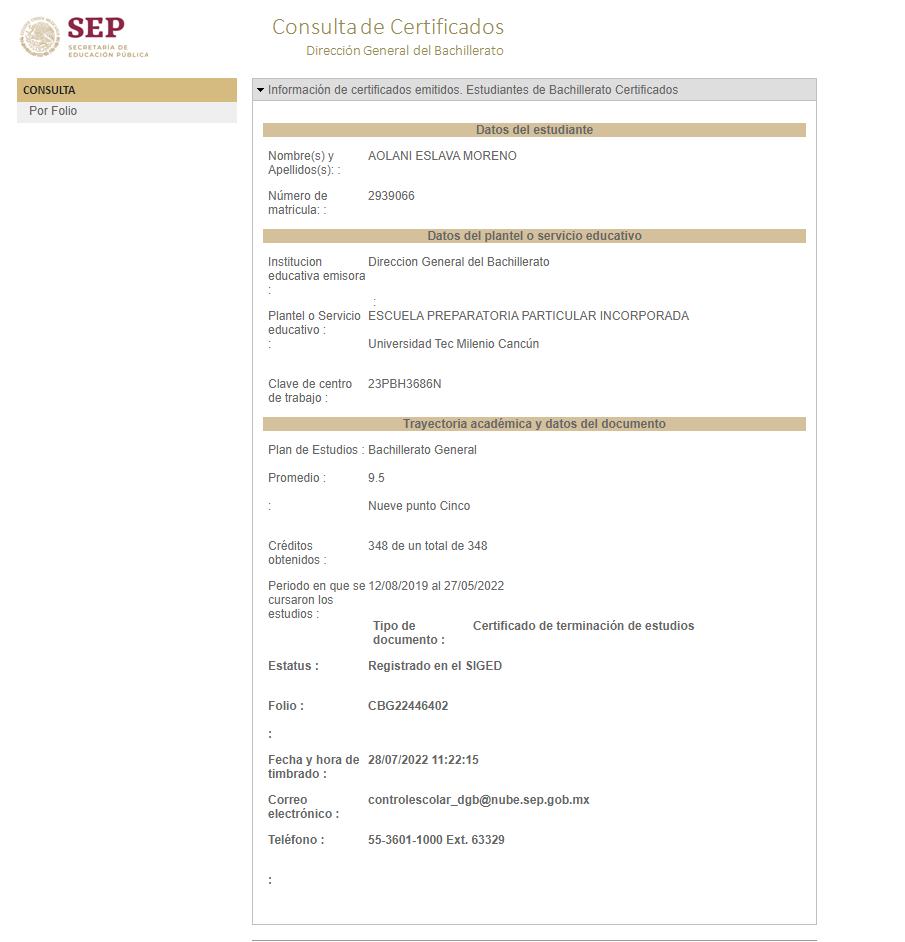 SEP
SECRETARÍA DE
EDUCACIÓN PÚBLICA
Consulta de Certificados
Dirección General del Bachillerato
CONSULTA
Por Folio
Información de certificados emitidos. Estudiantes de Bachillerato Certificados
Datos del estudiante
Nombre(s) y AOLANI ESLAVA MORENO
Apellidos(s): :
Número de 2939066
matricula: :
Datos del plantel o servicio educativo
Institucion Direccion General del Bachillerato
educativa emisora
:
:
Plantel o Servicio ESCUELA PREPARATORIA PARTICULAR INCORPORADA
educativo :
: Universidad Tec Milenio Cancún
Clave de centro 23PBH3686N
de trabajo :
Trayectoria académica y datos del documento
Plan de Estudios : Bachillerato General
Promedio : 9.5
: Nueve punto Cinco
Créditos 348 de un total de 348
obtenidos :
Periodo en que se 12/08/2019 al 27/05/2022
cursaron los
estudios :
Tipo de Certificado de terminación de estudios
documento :
Estatus : Registrado en el SIGED
Folio : CBG22446402
:
Fecha y hora de 28/07/2022 11:22:15
timbrado :
Correo controlescolar_dgb@nube.sep.gob.mx
electrónico :
Teléfono : 55-3601-1000 Ext. 63329
: